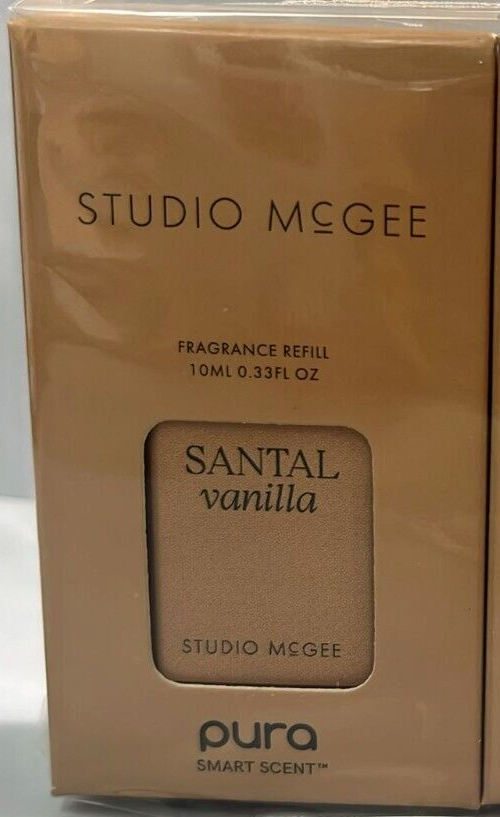 STUDIO McGEE
FRAGRANCE REFILL
10ML 0.33FL OZ
SANTAL
vanilla
STUDIO McGEE
pura
SMART SCENT™